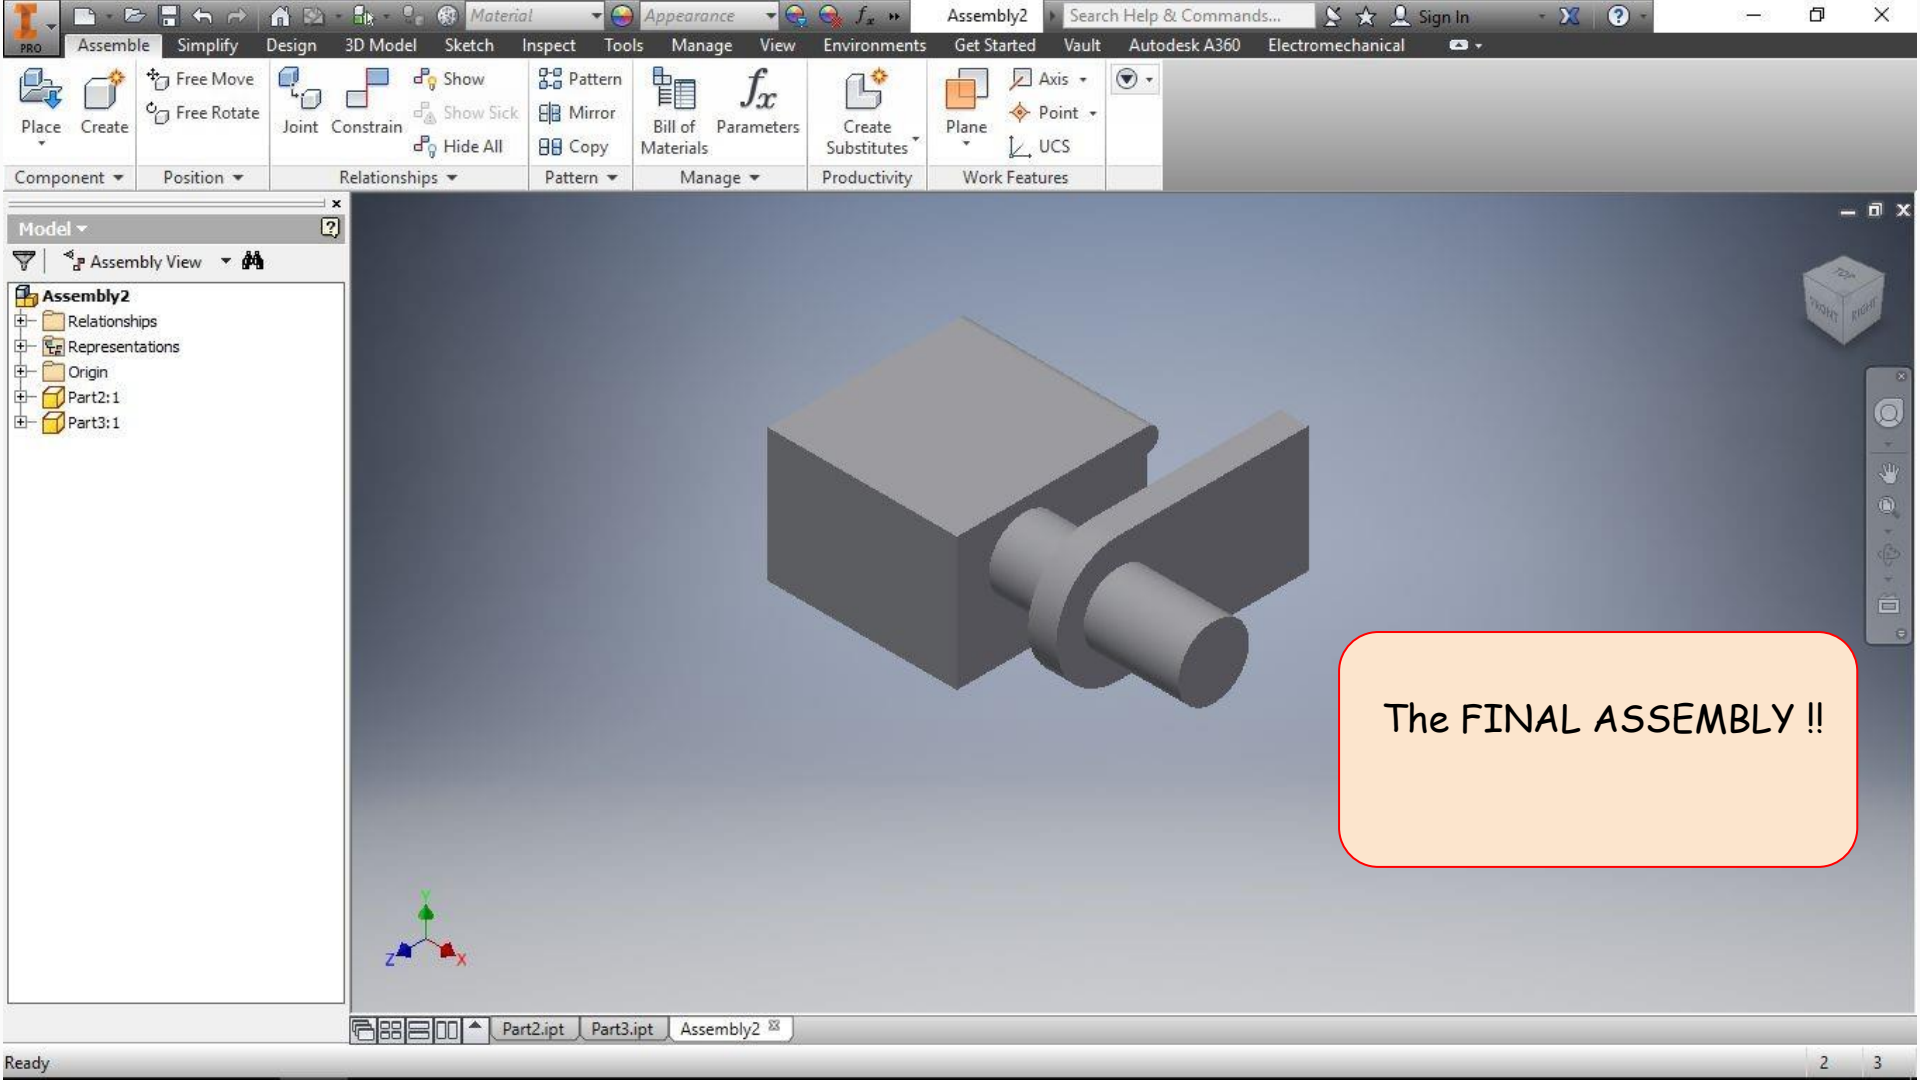 Material
Appearance
Assembly2
Search Help & Commands...
Sign In
PRO
Assemble Simplify Design 3D Model Sketch Inspect Tools Manage View Environments Get Started Vault Autodesk A360 Electromechanical
Place
Create
Free Move
Free Rotate
Joint
Constrain
Show
Show Sick
Hide All
Pattern
Mirror
Copy
Bill of
Materials
fx
Parameters
Create
Substitutes
Plane
Axis
Point
UCS
Component Position Relationships Pattern Manage Productivity Work Features
Model
Assembly View
Assembly2
Relationships
Representations
Origin
Part2:1
Part3:1
TOP
FRONT
RIGHT
The FINAL ASSEMBLY !!
Y
Z
X
Part2.ipt Part3.ipt Assembly2
Ready
2 3